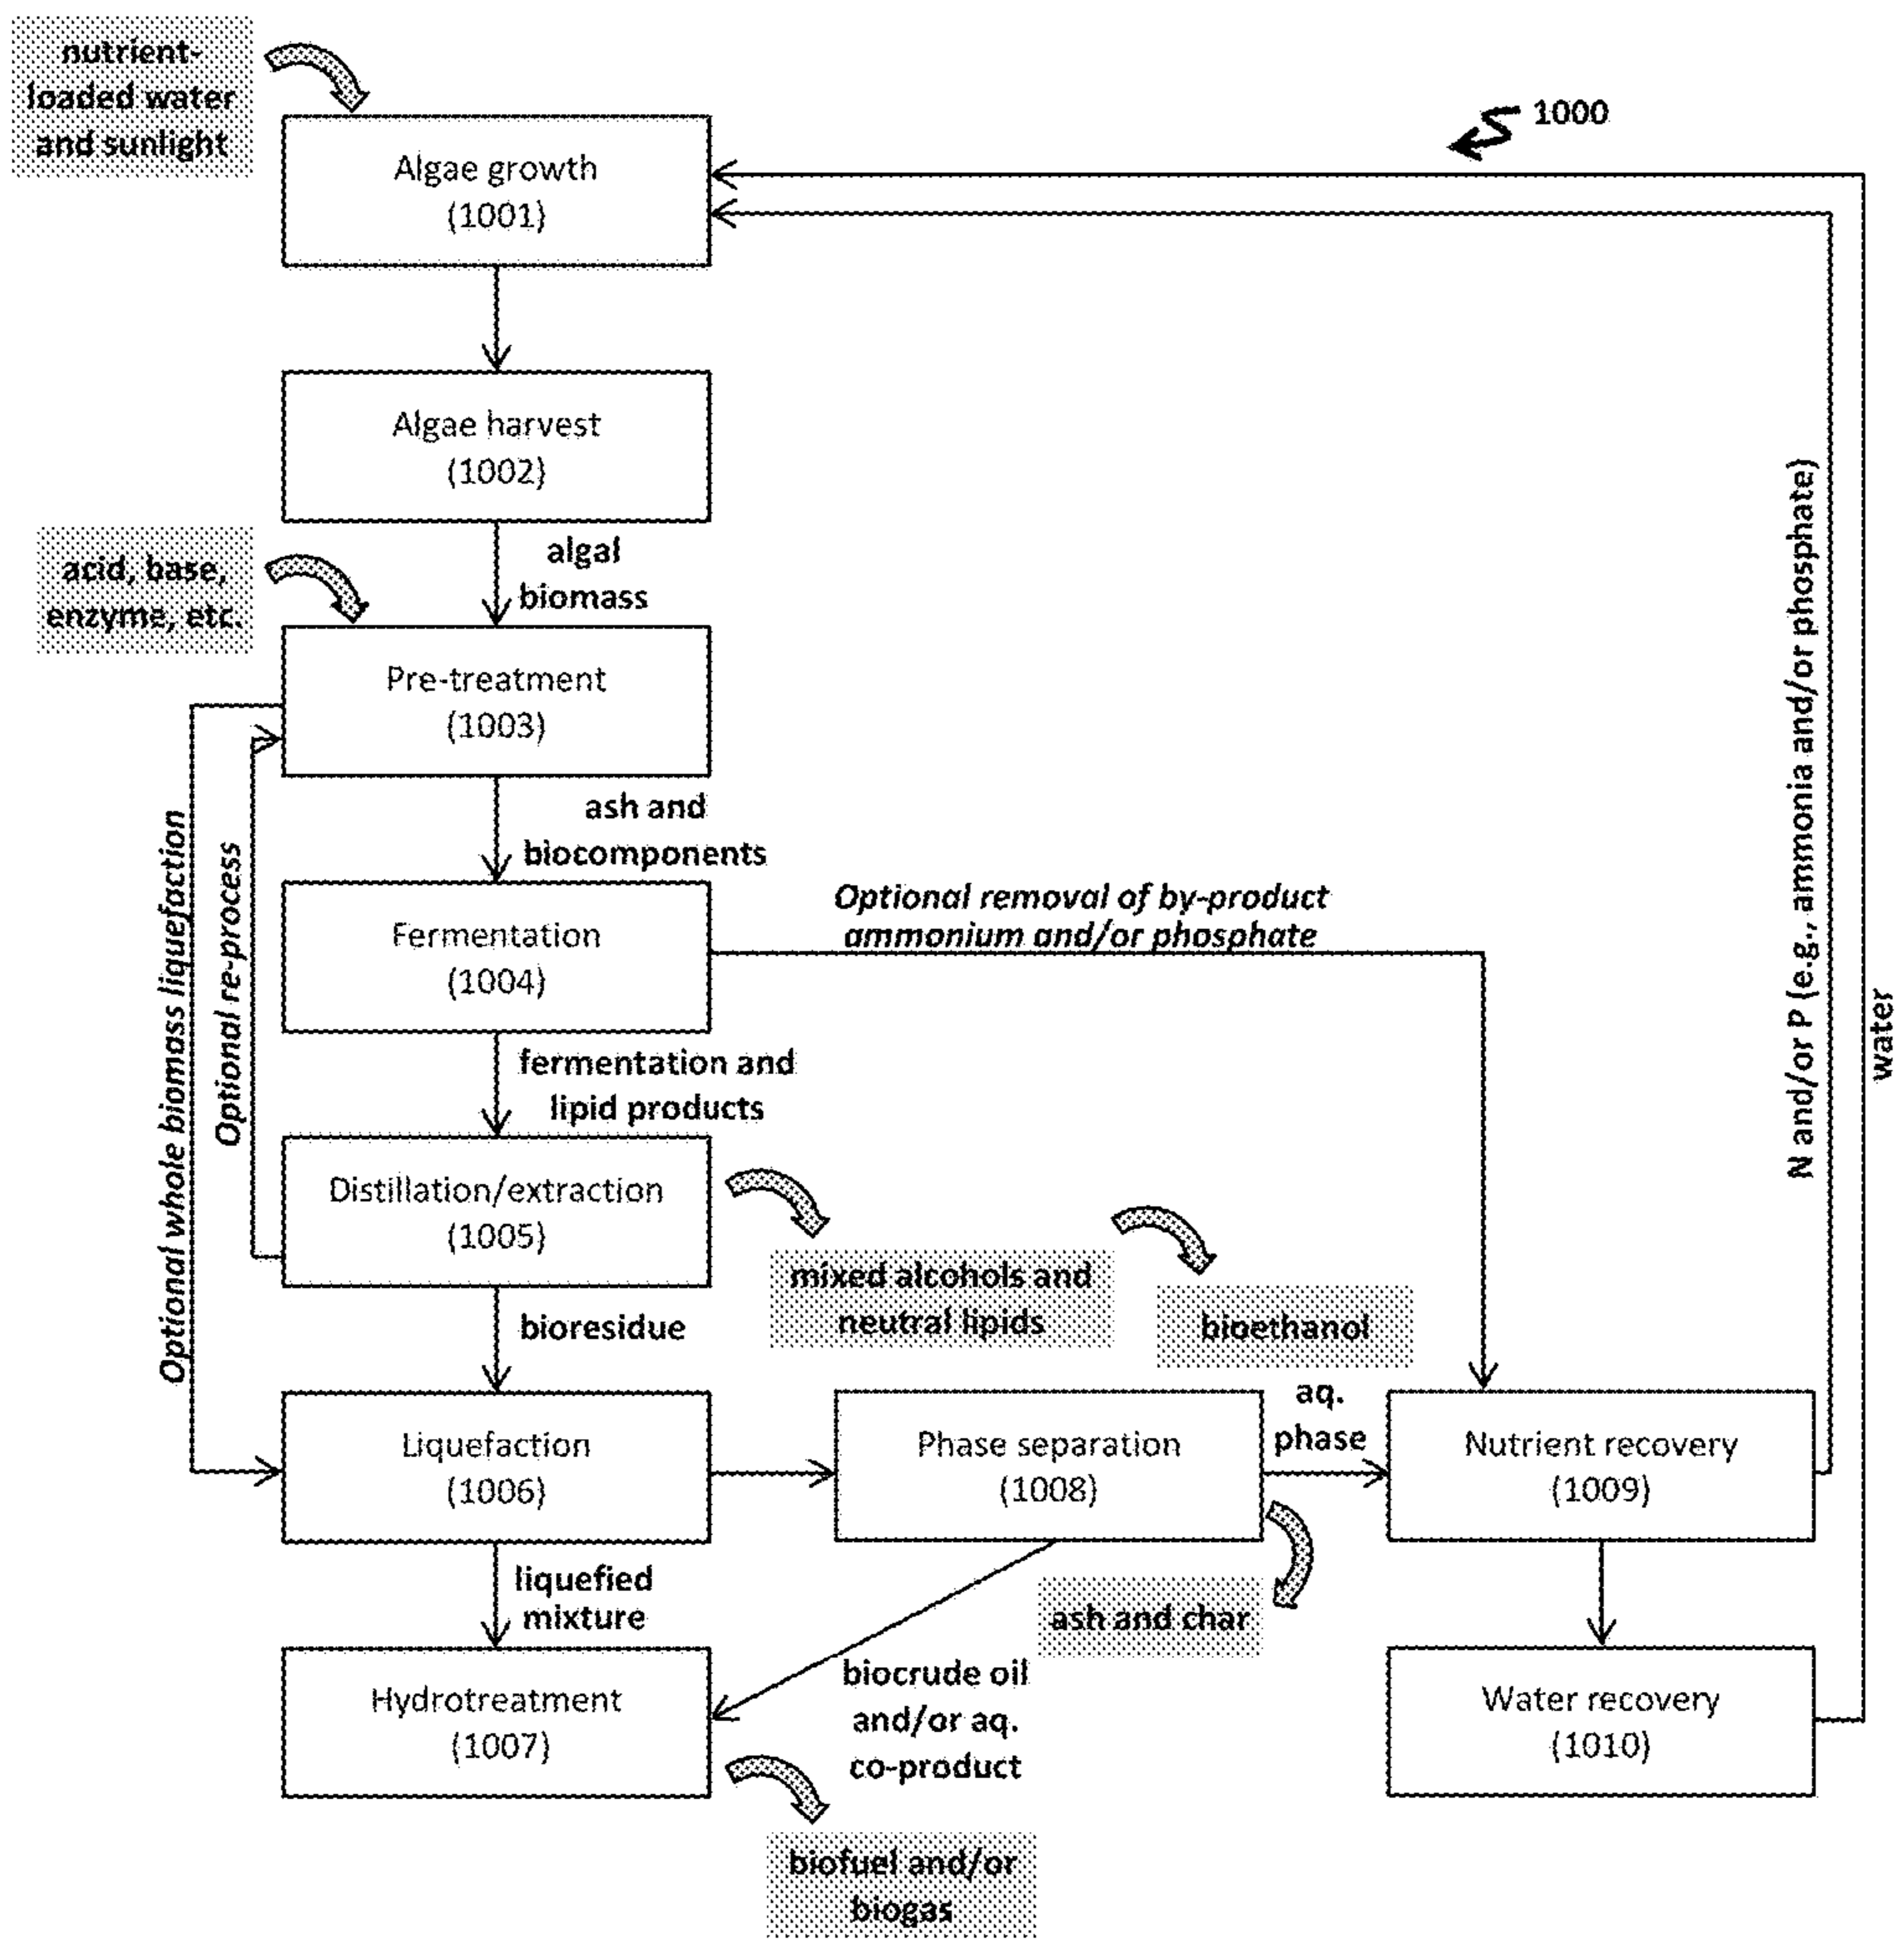 nutrient-
loaded water
and sunlight
1000
Algae growth
(1001)
Algae harvest
(1002)
algal
biomass
acid, base,
enzyme, etc.
Pre-treatment
(1003)
ash and
biocomponents
Optional whole biomass liquefaction
Optional re-process
Fermentation
(1004)
Optional removal of by-product
ammonium and/or phosphate
N and/or P (e.g., ammonia and/or phosphate)
water
fermentation and
lipid products
Distillation/extraction
(1005)
mixed alcohols and
neutral lipids
bioethanol
bioresidue
Liquefaction
(1006)
Phase separation
(1008)
aq.
phase
Nutrient recovery
(1009)
liquefied
mixture
ash and char
biocrude oil
and/or aq.
co-product
Hydrotreatment
(1007)
Water recovery
(1010)
biofuel and/or
biogas